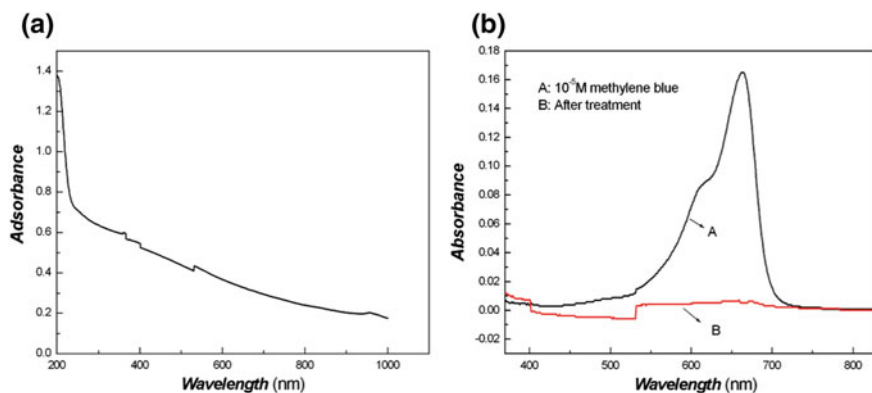 (a)
Adsorbance
1.4
1.2
1.0
0.8
0.6
0.4
0.2
0.0
200 400 600 800 1000
Wavelength (nm)
(b)
Absorbance
0.18
0.16
0.14
0.12
0.10
0.08
0.06
0.04
0.02
0.00
-0.02
A: 10⁻⁵M methylene blue
B: After treatment
A
B
400 500 600 700 800
Wavelength (nm)